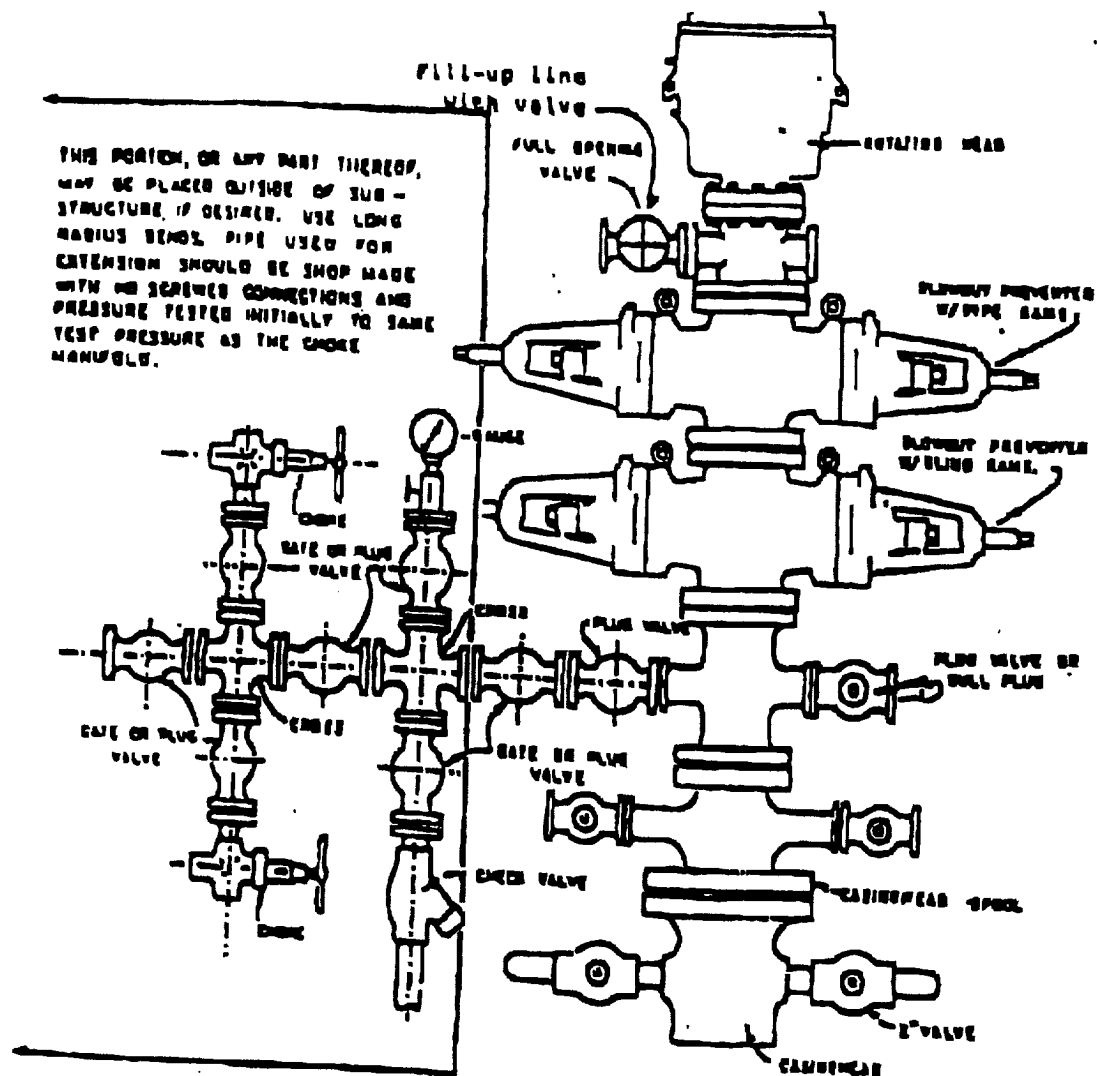 Fill-up line
with valve
FULL OPENING
VALVE
ROTATING HEAD
THIS PORTION, OR ANY PART THEREOF,
MAY BE PLACED OUTSIDE OF SUB-
STRUCTURE, IF DESIRED. USE LONG
RADIUS BENDS. PIPE USED FOR
EXTENSION SHOULD BE SHOP MADE
WITH NO SCREWED CONNECTIONS AND
PRESSURE TESTED INITIALLY TO SAME
TEST PRESSURE AS THE CHOKE
MANIFOLD.
BLOWOUT PREVENTER
W/PIPE RAMS
GAUGE
BLOWOUT PREVENTER
W/BLIND RAMS
CHOKE
GATE OR PLUG
VALVE
CROSS
PLUG VALVE
PLUG VALVE OR
BULL PLUG
GATE OR PLUG
VALVE
CROSS
GATE OR PLUG
VALVE
CHECK VALVE
CASINGHEAD SPOOL
CHOKE
2" VALVE
CASINGHEAD